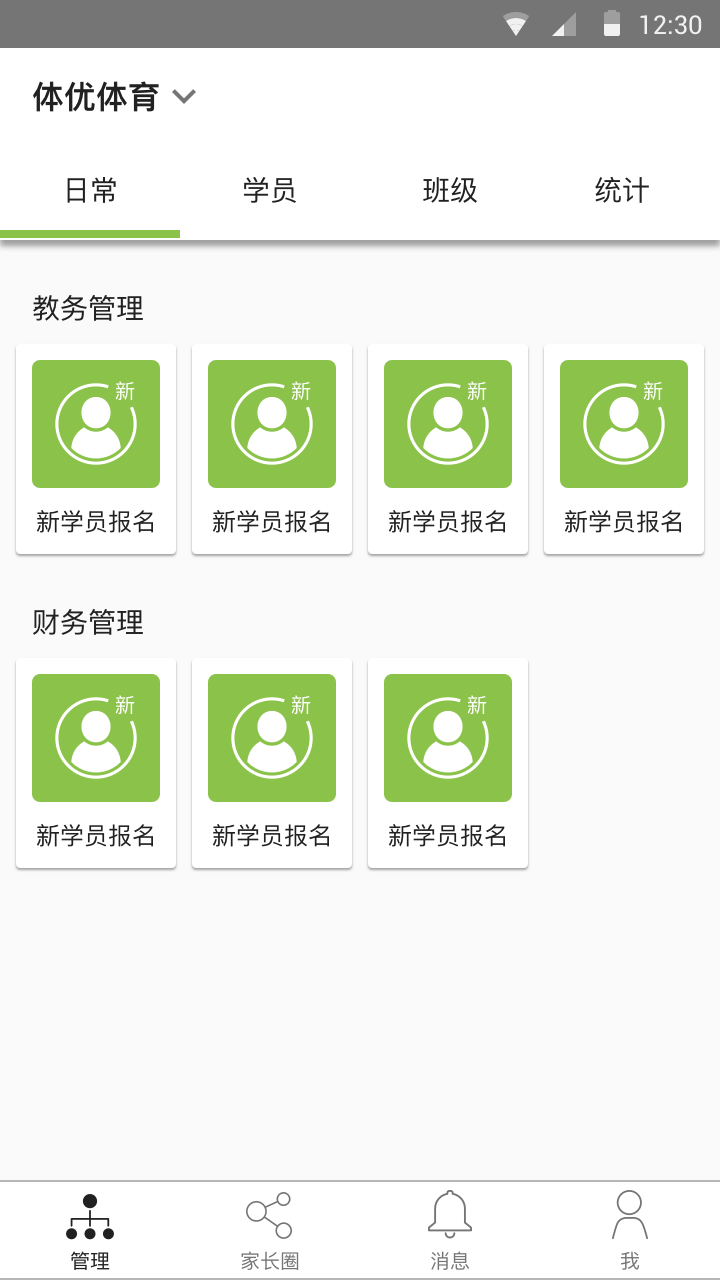 12:30
体优体育
日常 学员 班级 统计
教务管理
新 新 新 新
新学员报名 新学员报名 新学员报名 新学员报名
财务管理
新 新 新
新学员报名 新学员报名 新学员报名
管理 家长圈 消息 我